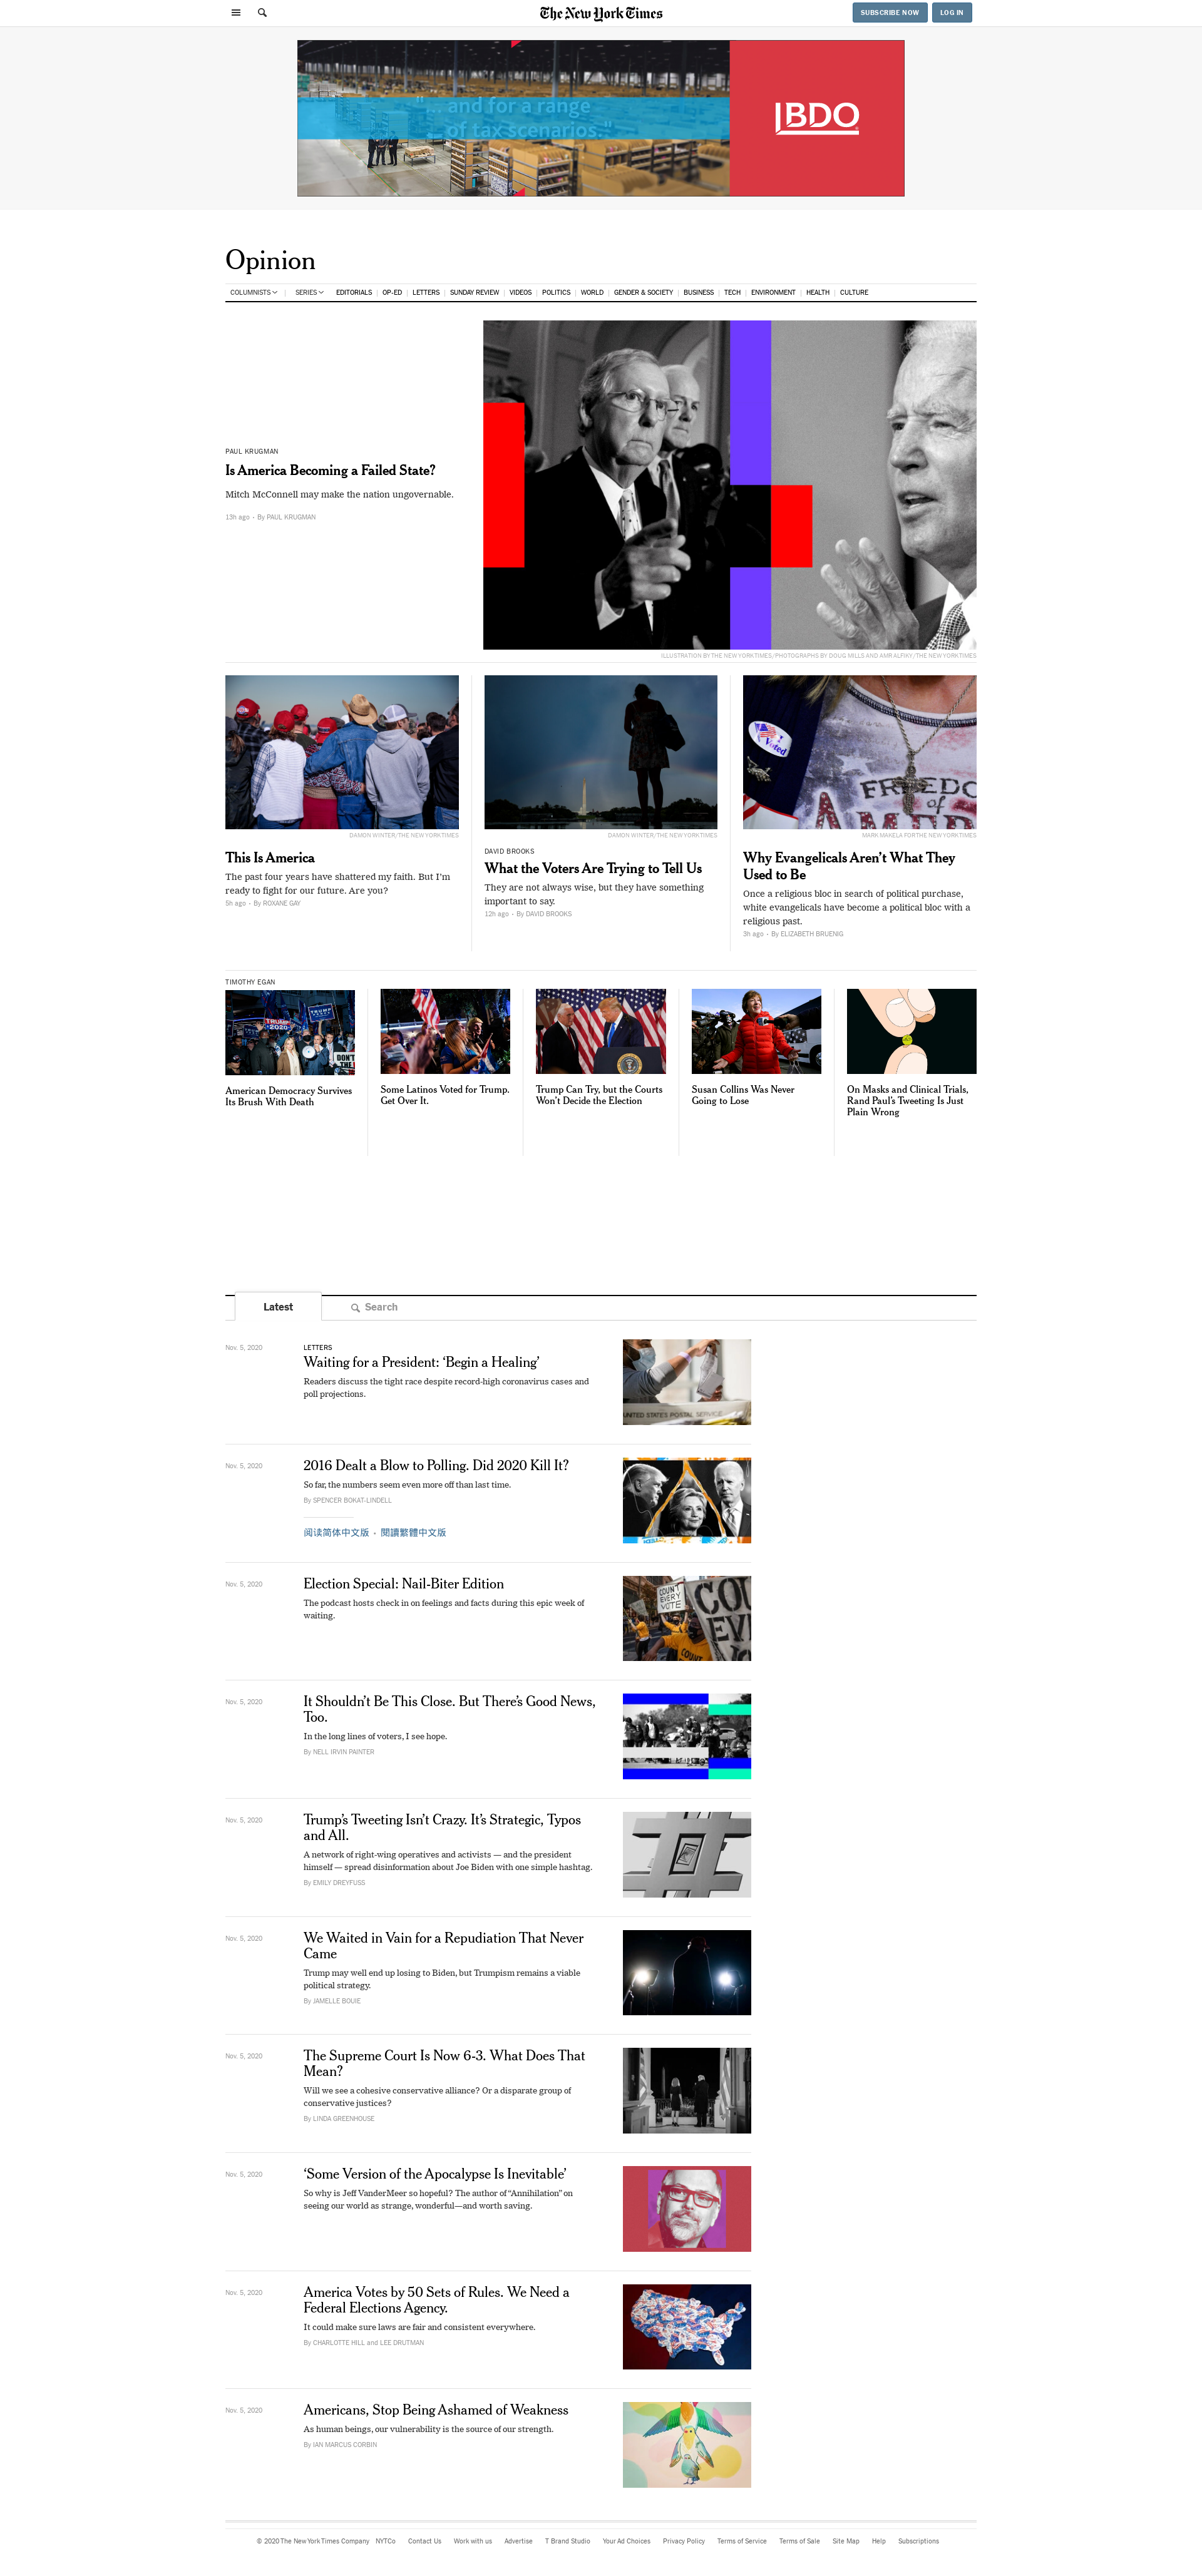 The New York Times
SUBSCRIBE NOW
LOG IN
"... and for a range
of tax scenarios."
BDO
Opinion
COLUMNISTS | SERIES EDITORIALS | OP-ED | LETTERS | SUNDAY REVIEW | VIDEOS | POLITICS | WORLD | GENDER & SOCIETY | BUSINESS | TECH | ENVIRONMENT | HEALTH | CULTURE
PAUL KRUGMAN
Is America Becoming a Failed State?
Mitch McConnell may make the nation ungovernable.
13h ago · By PAUL KRUGMAN
ILLUSTRATION BY THE NEW YORK TIMES/PHOTOGRAPHS BY DOUG MILLS AND AMR ALFIKY/THE NEW YORK TIMES
DAMON WINTER/THE NEW YORK TIMES
This Is America
The past four years have shattered my faith. But I’m
ready to fight for our future. Are you?
5h ago · By ROXANE GAY
DAMON WINTER/THE NEW YORK TIMES
DAVID BROOKS
What the Voters Are Trying to Tell Us
They are not always wise, but they have something
important to say.
12h ago · By DAVID BROOKS
Voted
FREEDOM
of
MARK MAKELA FOR THE NEW YORK TIMES
Why Evangelicals Aren’t What They
Used to Be
Once a religious bloc in search of political purchase,
white evangelicals have become a political bloc with a
religious past.
3h ago · By ELIZABETH BRUENIG
TIMOTHY EGAN
TRUMP
2020
American Democracy Survives
Its Brush With Death
Some Latinos Voted for Trump.
Get Over It.
Trump Can Try, but the Courts
Won’t Decide the Election
Susan Collins Was Never
Going to Lose
On Masks and Clinical Trials,
Rand Paul’s Tweeting Is Just
Plain Wrong
Latest
Search
Nov. 5, 2020
LETTERS
Waiting for a President: ‘Begin a Healing’
Readers discuss the tight race despite record-high coronavirus cases and
poll projections.
UNITED STATES POSTAL SERVICE
Nov. 5, 2020
2016 Dealt a Blow to Polling. Did 2020 Kill It?
So far, the numbers seem even more off than last time.
By SPENCER BOKAT-LINDELL
阅读简体中文版 · 閱讀繁體中文版
Nov. 5, 2020
Election Special: Nail-Biter Edition
The podcast hosts check in on feelings and facts during this epic week of
waiting.
COUNT
EVERY
VOTE
Nov. 5, 2020
It Shouldn’t Be This Close. But There’s Good News,
Too.
In the long lines of voters, I see hope.
By NELL IRVIN PAINTER
Nov. 5, 2020
Trump’s Tweeting Isn’t Crazy. It’s Strategic, Typos
and All.
A network of right-wing operatives and activists — and the president
himself — spread disinformation about Joe Biden with one simple hashtag.
By EMILY DREYFUSS
Nov. 5, 2020
We Waited in Vain for a Repudiation That Never
Came
Trump may well end up losing to Biden, but Trumpism remains a viable
political strategy.
By JAMELLE BOUIE
Nov. 5, 2020
The Supreme Court Is Now 6-3. What Does That
Mean?
Will we see a cohesive conservative alliance? Or a disparate group of
conservative justices?
By LINDA GREENHOUSE
Nov. 5, 2020
‘Some Version of the Apocalypse Is Inevitable’
So why is Jeff VanderMeer so hopeful? The author of “Annihilation” on
seeing our world as strange, wonderful—and worth saving.
Nov. 5, 2020
America Votes by 50 Sets of Rules. We Need a
Federal Elections Agency.
It could make sure laws are fair and consistent everywhere.
By CHARLOTTE HILL and LEE DRUTMAN
Nov. 5, 2020
Americans, Stop Being Ashamed of Weakness
As human beings, our vulnerability is the source of our strength.
By IAN MARCUS CORBIN
© 2020 The New York Times Company NYTCo Contact Us Work with us Advertise T Brand Studio Your Ad Choices Privacy Policy Terms of Service Terms of Sale Site Map Help Subscriptions